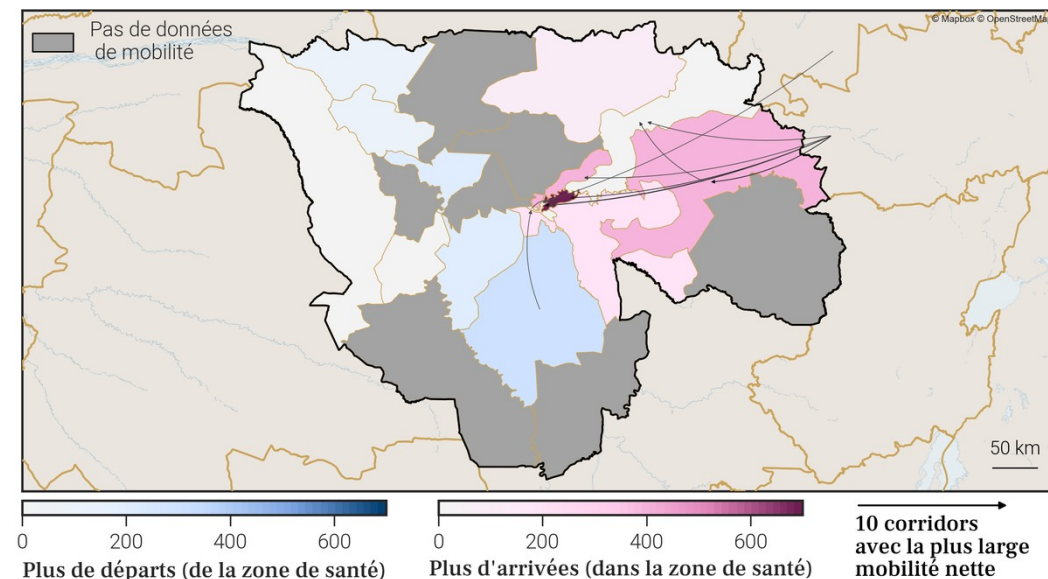 Pas de données
de mobilité
© Mapbox © OpenStreetMa
50 km
0 200 400 600
Plus de départs (de la zone de santé)
0 200 400 600
Plus d'arrivées (dans la zone de santé)
10 corridors
avec la plus large
mobilité nette